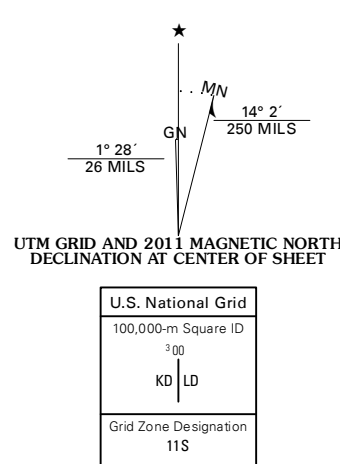 ★
MN
GN
14° 2´
250 MILS
1° 28´
26 MILS
UTM GRID AND 2011 MAGNETIC NORTH
DECLINATION AT CENTER OF SHEET
U.S. National Grid
100,000-m Square ID
³00
KD LD
Grid Zone Designation
11S